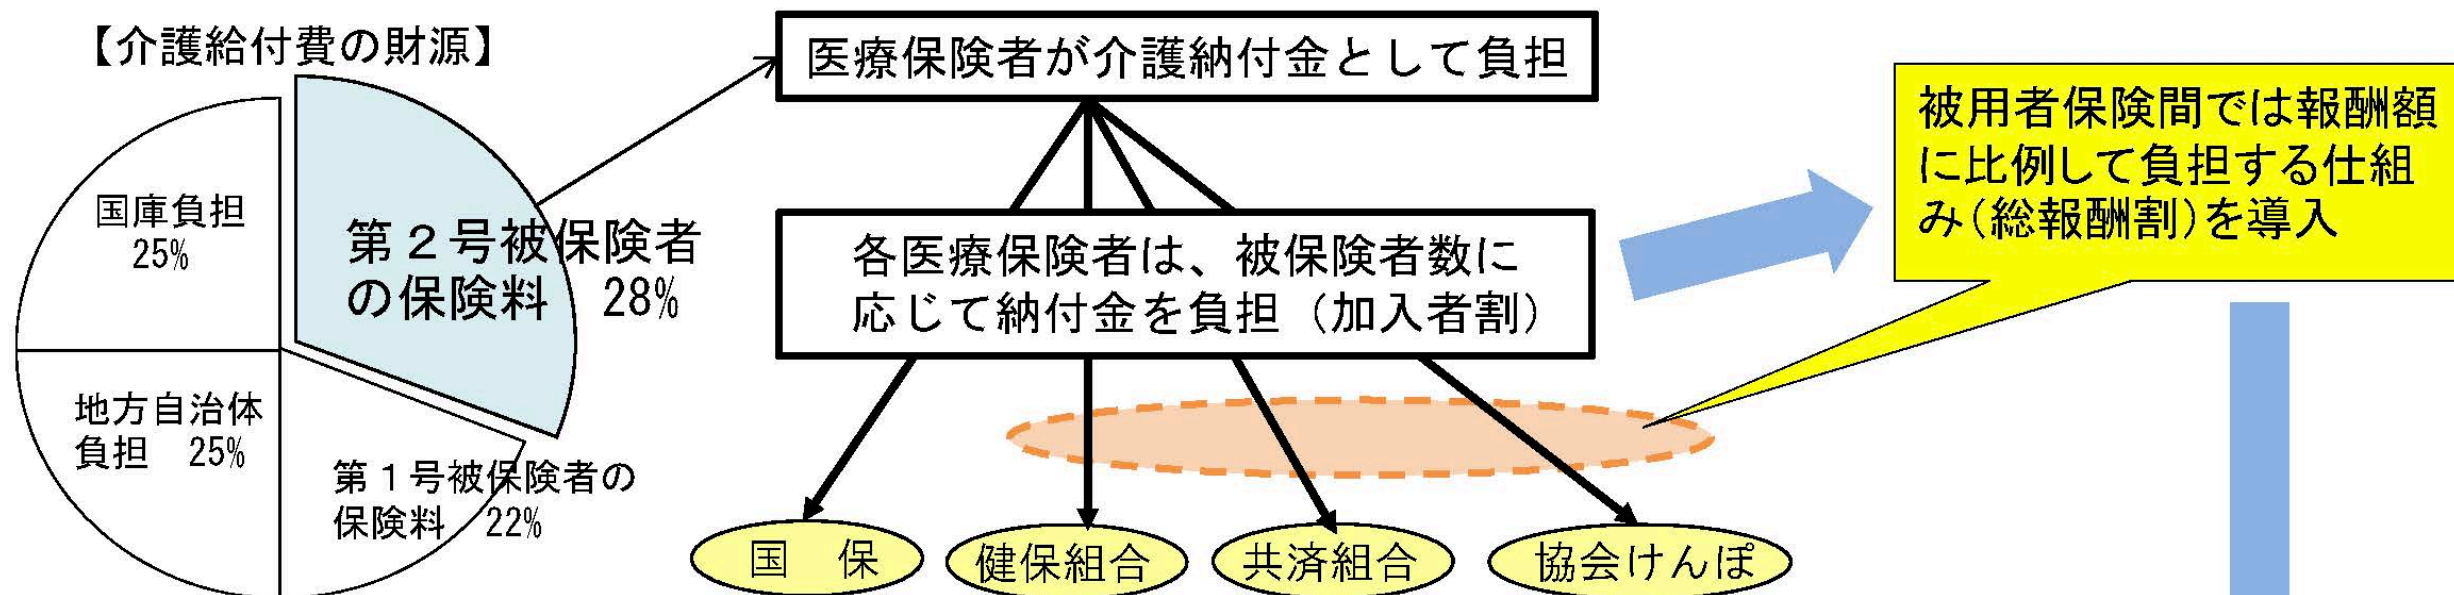 【介護給付費の財源】
国庫負担
25%
第２号被保険者
の保険料　28%
地方自治体
負担　25%
第１号被保険者の
保険料　22%
医療保険者が介護納付金として負担
各医療保険者は、被保険者数に
応じて納付金を負担（加入者割）
被用者保険間では報酬額
に比例して負担する仕組
み(総報酬割)を導入
国　保
健保組合
共済組合
協会けんぽ